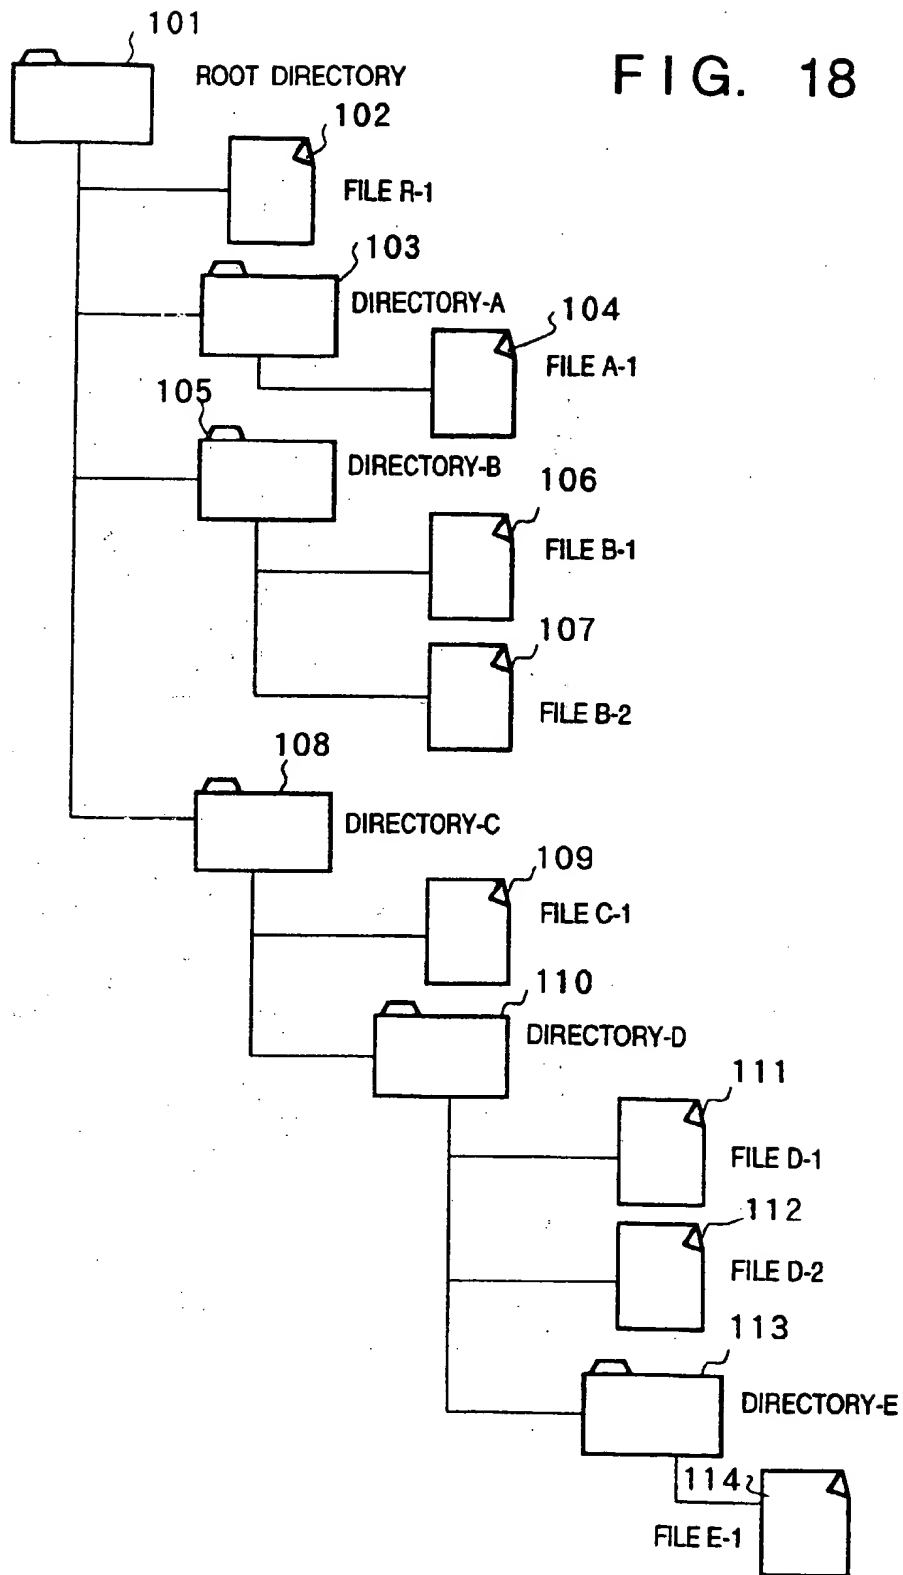 101
ROOT DIRECTORY
FIG. 18
102
FILE R-1
103
DIRECTORY-A
104
FILE A-1
105
DIRECTORY-B
106
FILE B-1
107
FILE B-2
108
DIRECTORY-C
109
FILE C-1
110
DIRECTORY-D
111
FILE D-1
112
FILE D-2
113
DIRECTORY-E
114
FILE E-1